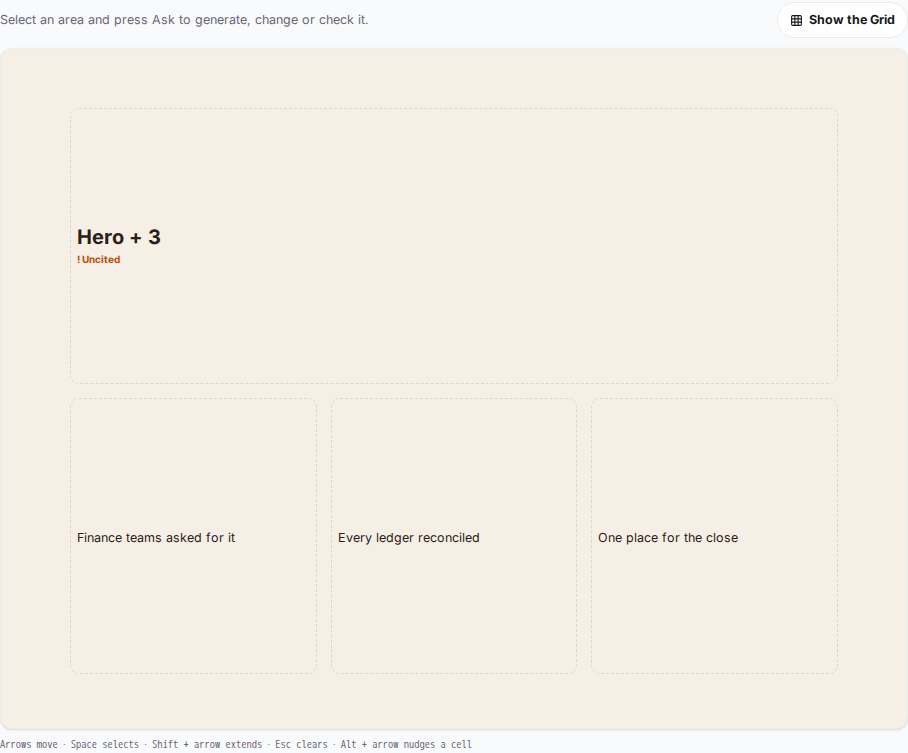 Select an area and press Ask to generate, change or check it.
Show the Grid
Hero + 3
! Uncited
Finance teams asked for it
Every ledger reconciled
One place for the close
Arrows move · Space selects · Shift + arrow extends · Esc clears · Alt + arrow nudges a cell